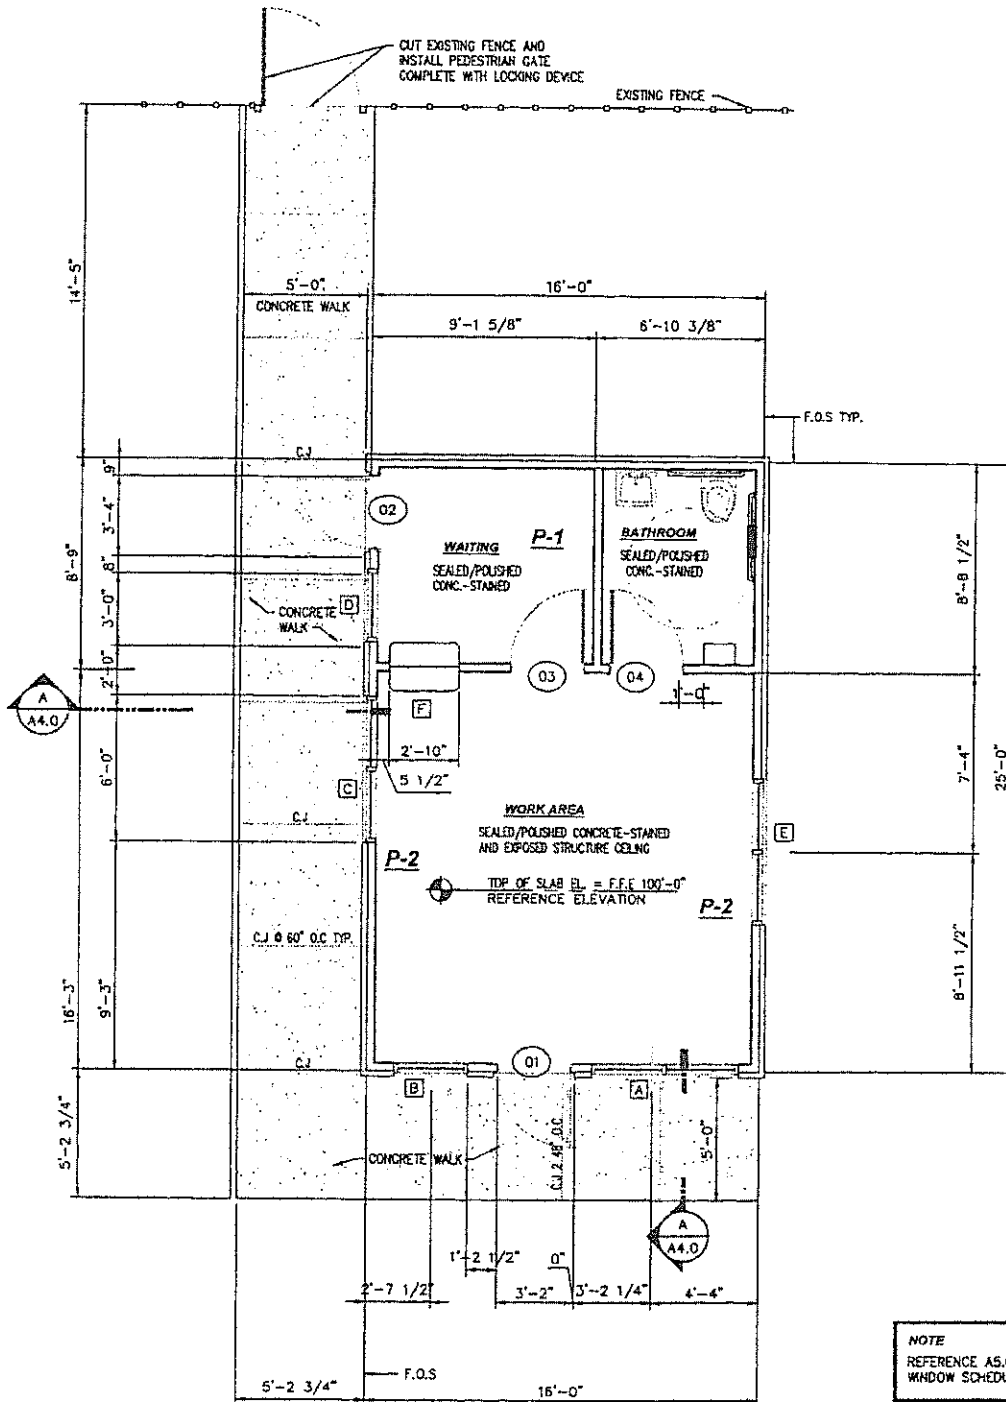 CUT EXISTING FENCE AND
INSTALL PEDESTRIAN GATE
COMPLETE WITH LOCKING DEVICE
EXISTING FENCE
14'-5"
5'-0"
CONCRETE WALK
16'-0"
9'-1 5/8"
6'-10 3/8"
F.O.S TYP.
C.J
9"
3'-4"
8"
3'-0"
2'-0"
6'-0"
9'-3"
8'-9"
16'-3"
5'-2 3/4"
02
WAITING
P-1
SEALED/POLISHED
CONC.-STAINED
BATHROOM
SEALED/POLISHED
CONC.-STAINED
8'-8 1/2"
D
CONCRETE
WALK
03
04
1'-0"
A
A4.0
F
2'-10"
5 1/2"
C
7'-4"
25'-0"
C.J
WORK AREA
SEALED/POLISHED CONCRETE-STAINED
AND EXPOSED STRUCTURE CEILING
E
P-2
TOP OF SLAB EL. = F.F.E 100'-0"
REFERENCE ELEVATION
P-2
C.J @ 60" O.C TYP.
8'-11 1/2"
C.J
01
B
A
CONCRETE WALK
C.J 2 48" O.C
5'-0"
A
A4.0
1'-2 1/2"
0"
2'-7 1/2"
3'-2"
3'-2 1/4"
4'-4"
F.O.S
5'-2 3/4"
16'-0"
NOTE
REFERENCE A5.
WINDOW SCHEDU